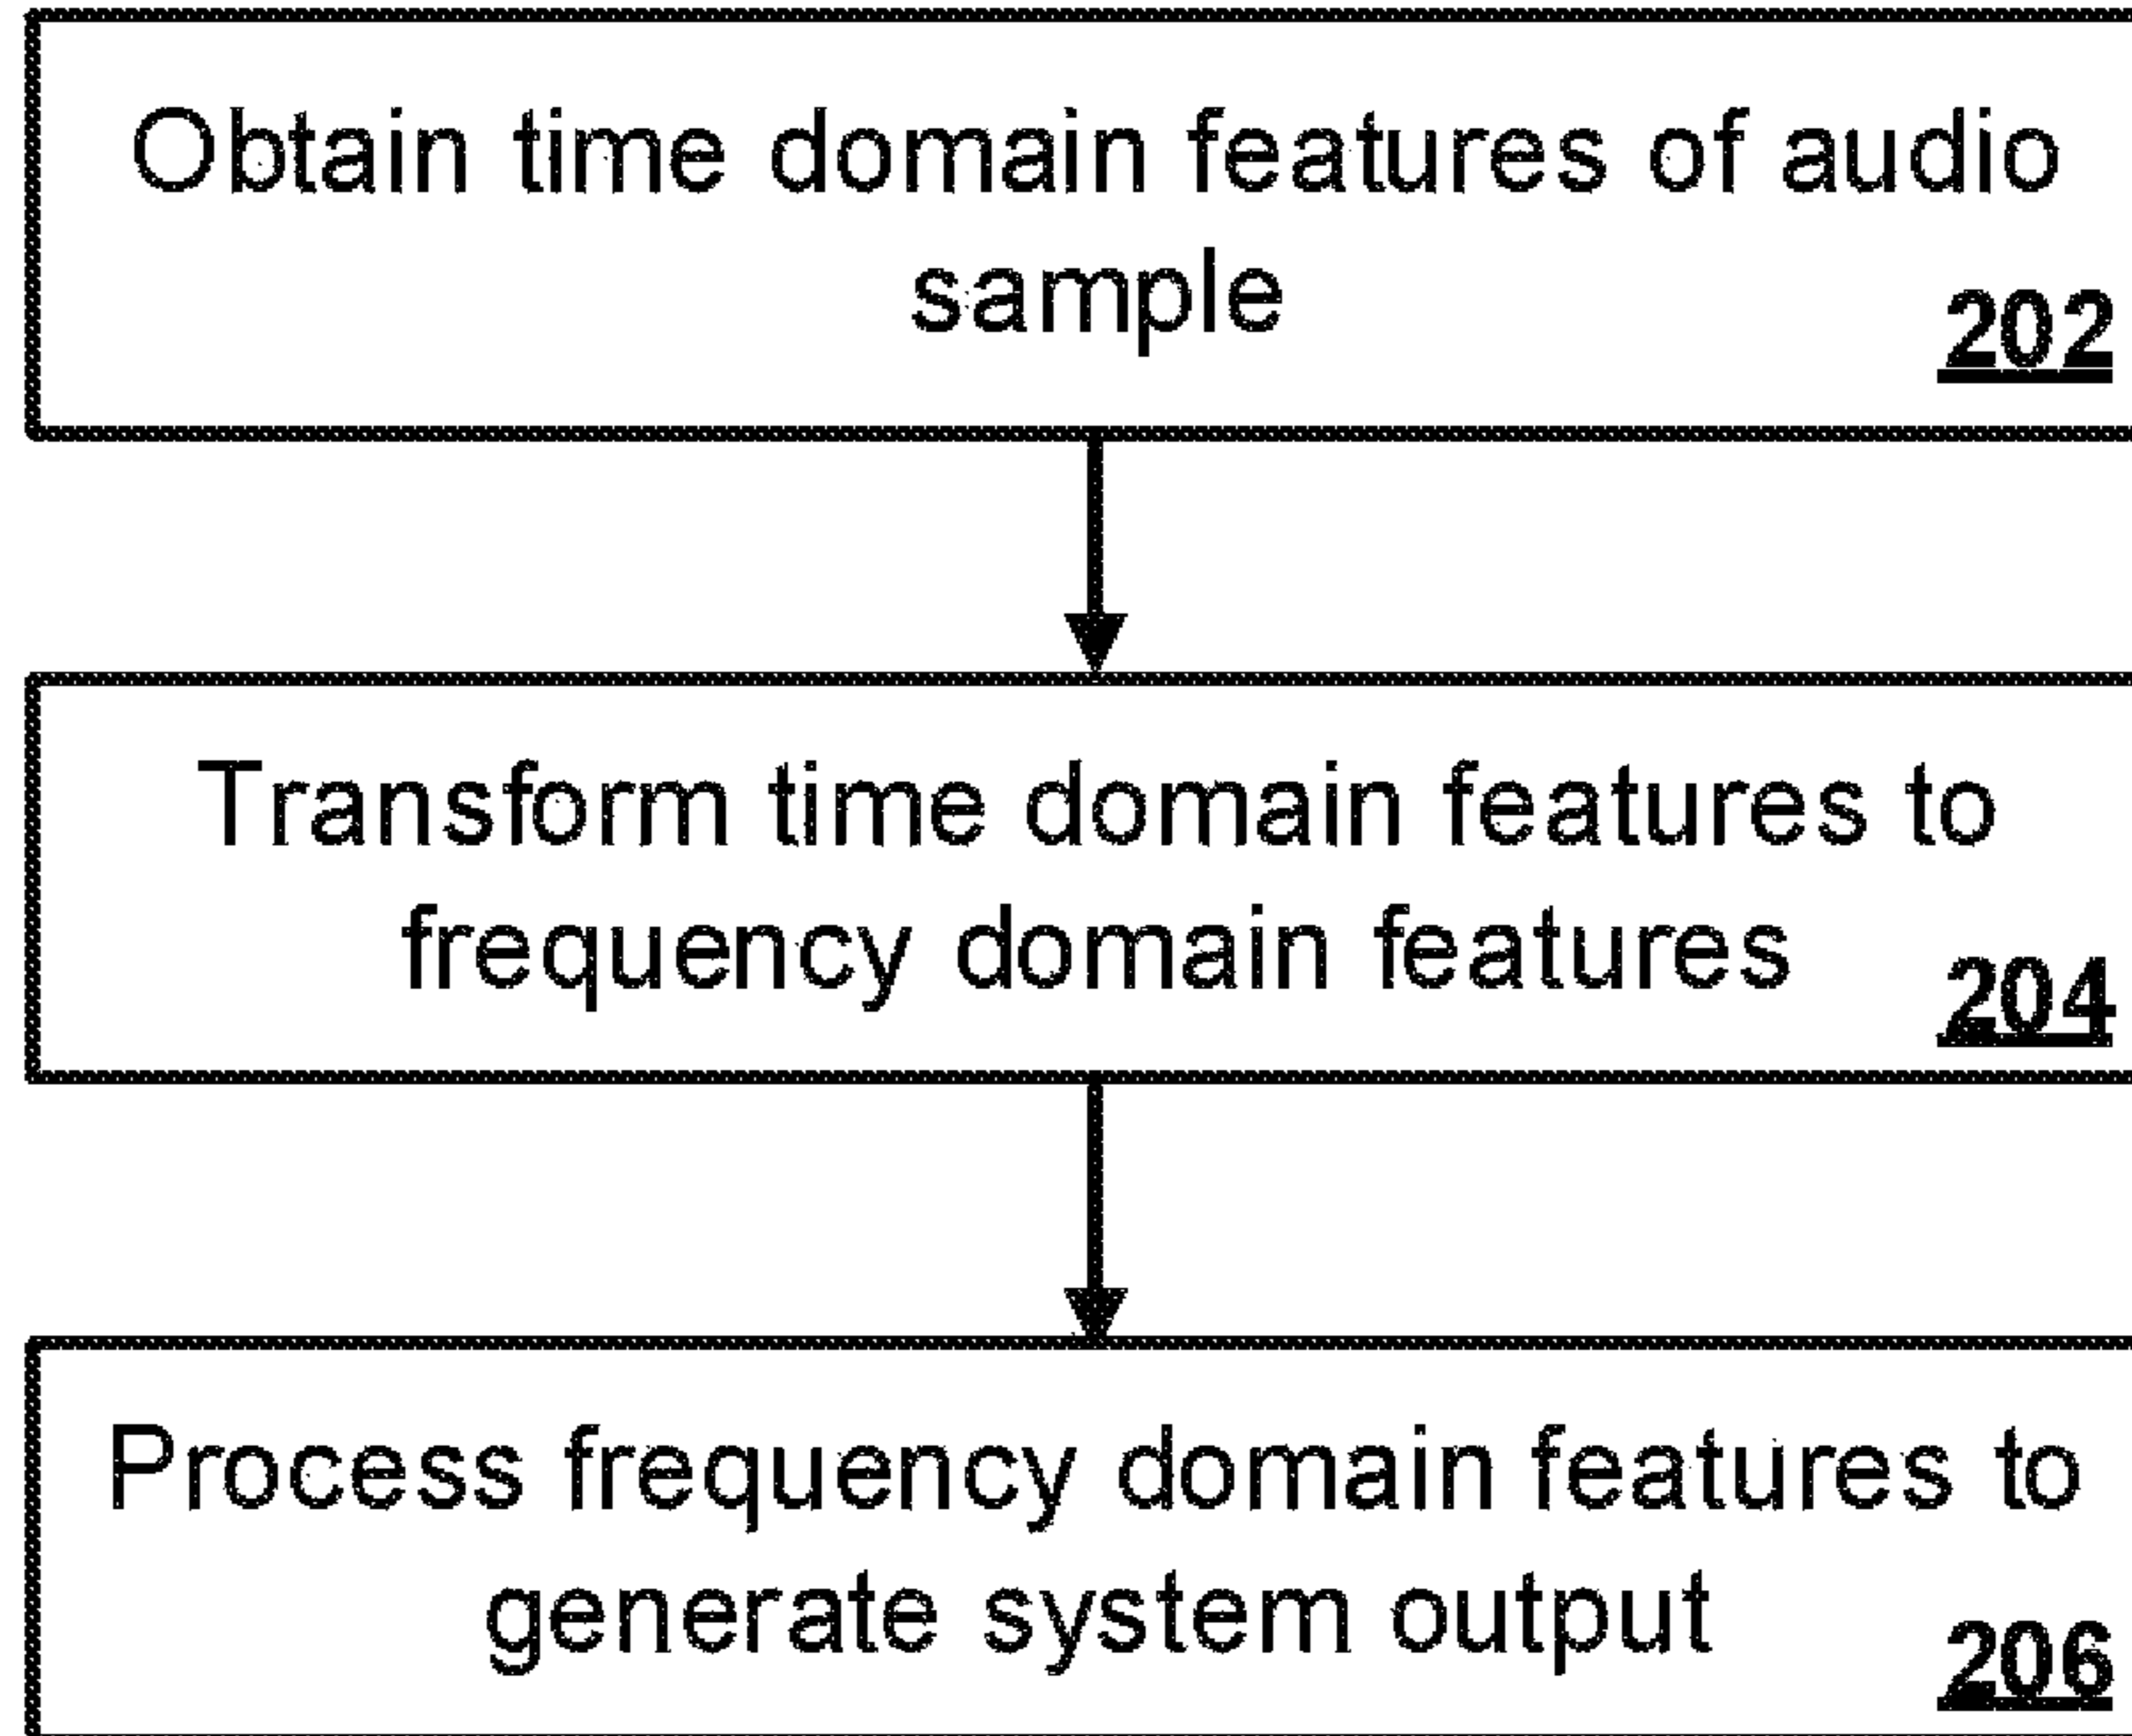 Obtain time domain features of audio
sample
202
Transform time domain features to
frequency domain features
204
Process frequency domain features to
generate system output
206